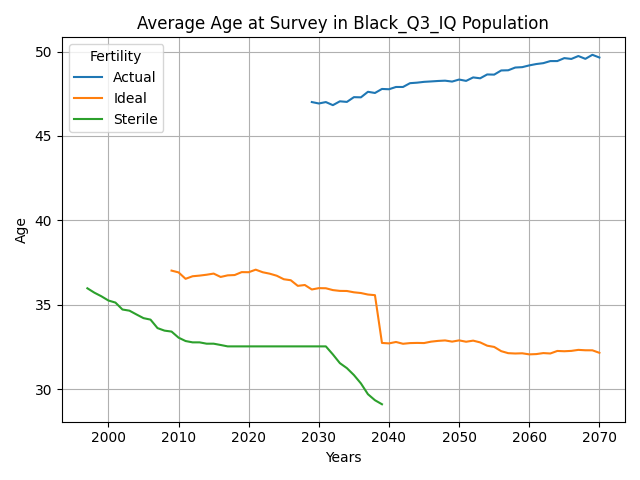 Average Age at Survey in Black_Q3_IQ Population
Fertility
Actual
Ideal
Sterile
50
45
40
35
30
Age
2000 2010 2020 2030 2040 2050 2060 2070
Years